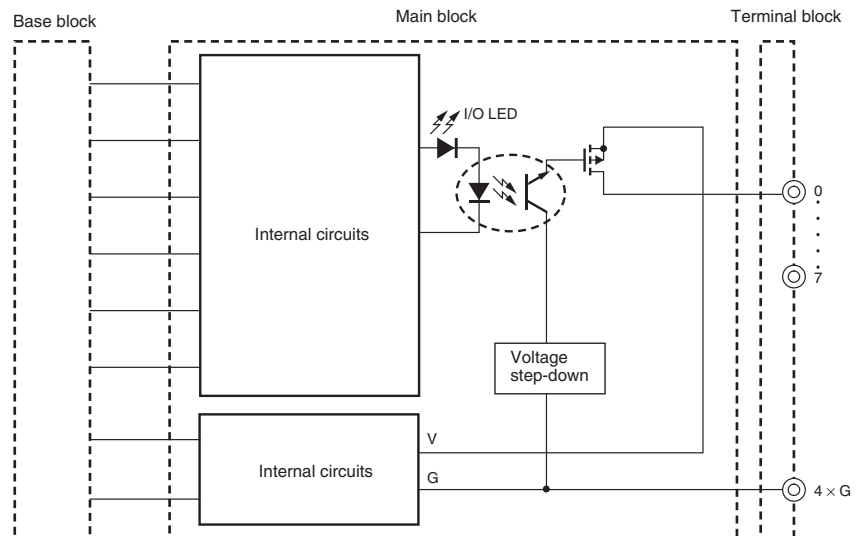 Base block
Main block
Terminal block
I/O LED
Internal circuits
0
7
Voltage
step-down
Internal circuits
V
G
4 × G